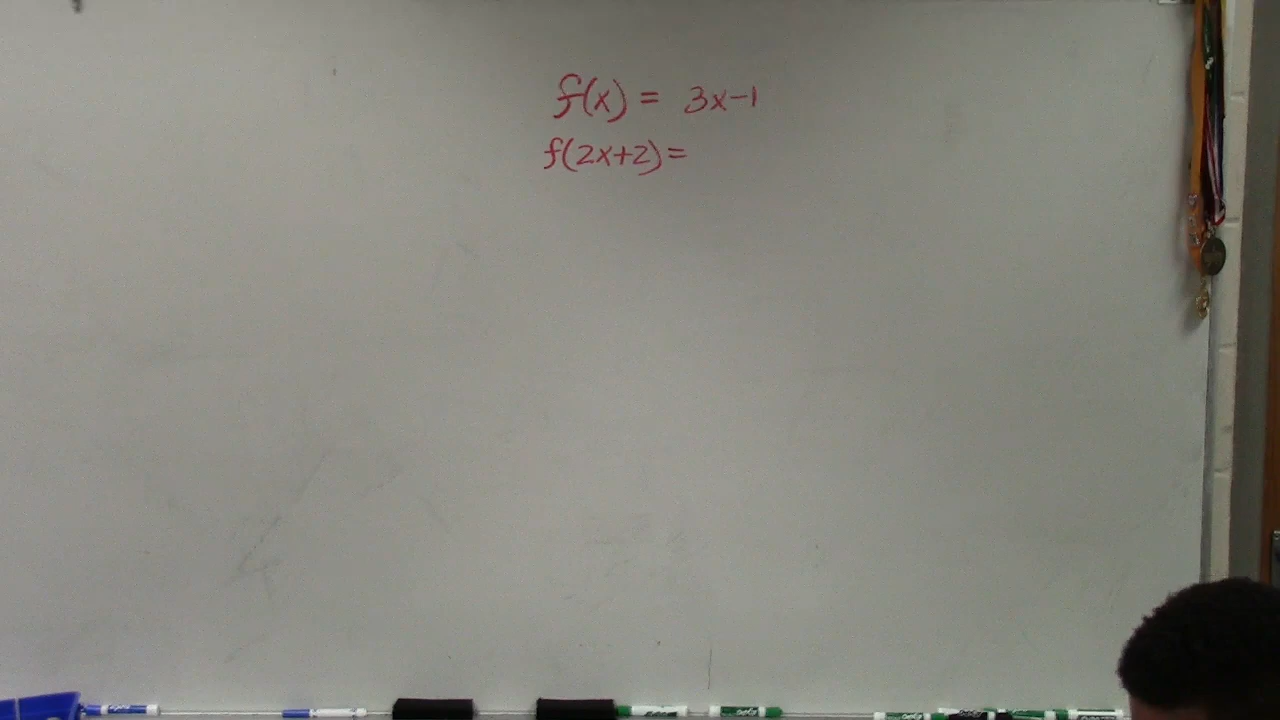 f(x) = 3x-1
f(2x+2)=